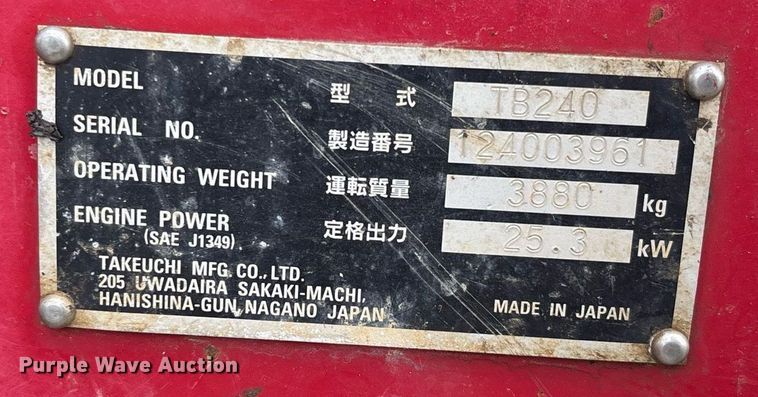 MODEL 型 式 TB240
SERIAL NO. 製造番号 124003961
OPERATING WEIGHT 運転質量 3880 kg
ENGINE POWER 定格出力 25.3 kW
(SAE J1349)
TAKEUCHI MFG.CO.,LTD.
205 UWADAIRA SAKAKI-MACHI,
HANISHINA-GUN,NAGANO JAPAN MADE IN JAPAN
Purple Wave Auction